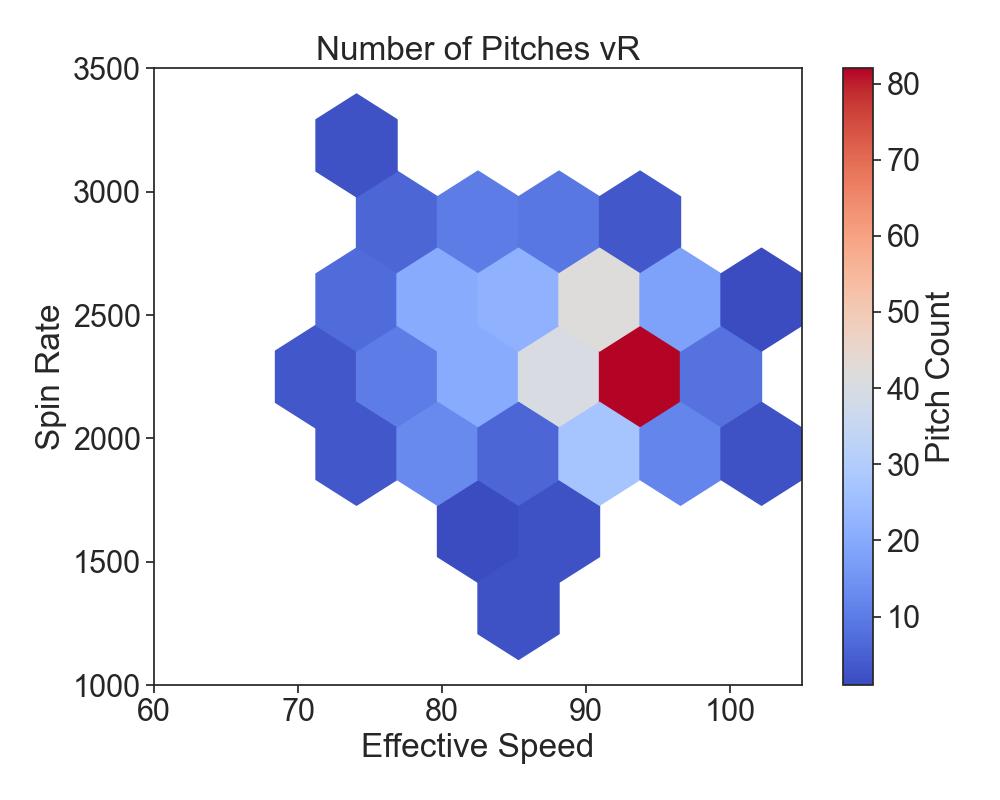 Number of Pitches vR
3500
3000
2500
2000
1500
1000
Spin Rate
60 70 80 90 100
Effective Speed
80
70
60
50
40
30
20
10
Pitch Count